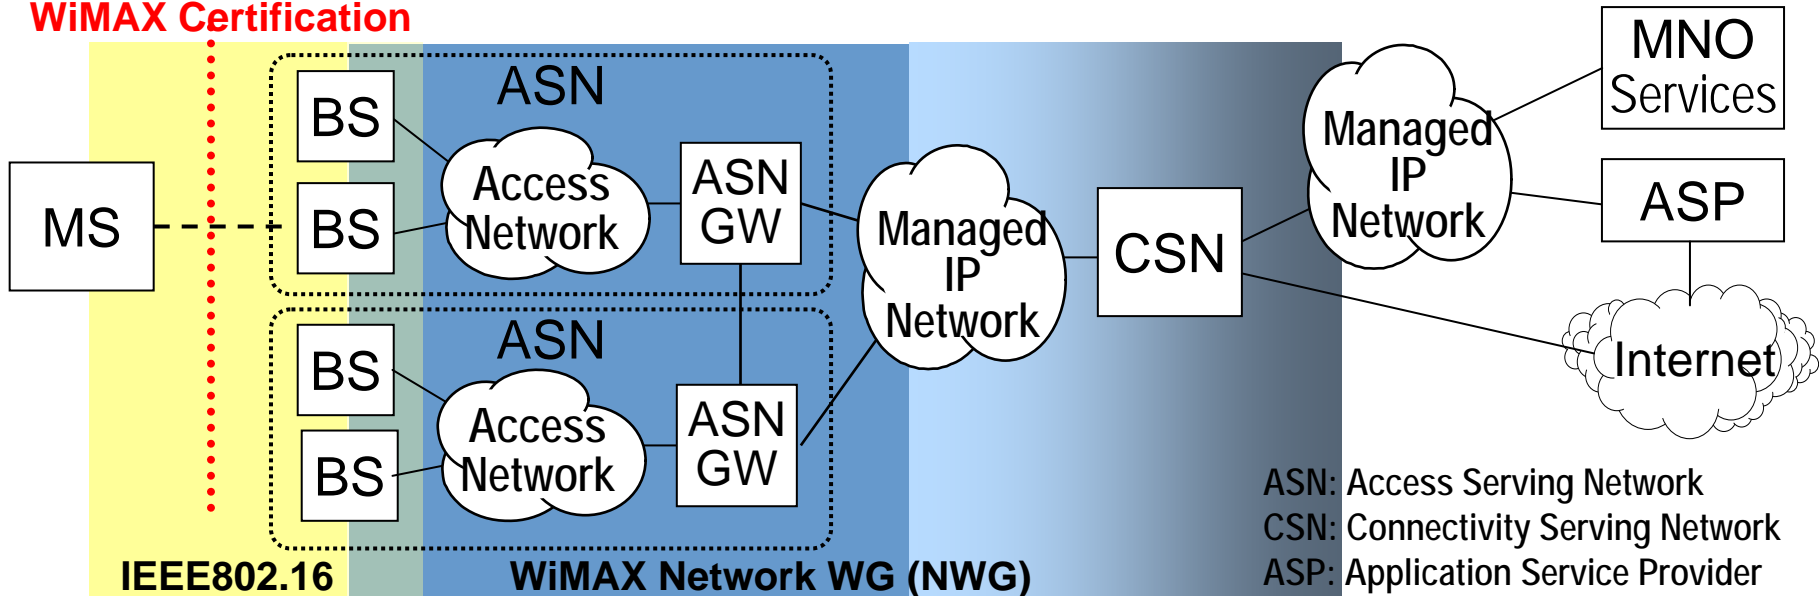 WiMAX Certification
MS
ASN
BS
BS
Access
Network
ASN
GW
ASN
BS
BS
Access
Network
ASN
GW
Managed
IP
Network
CSN
Managed
IP
Network
MNO
Services
ASP
Internet
ASN: Access Serving Network
CSN: Connectivity Serving Network
ASP: Application Service Provider
IEEE802.16
WiMAX Network WG (NWG)